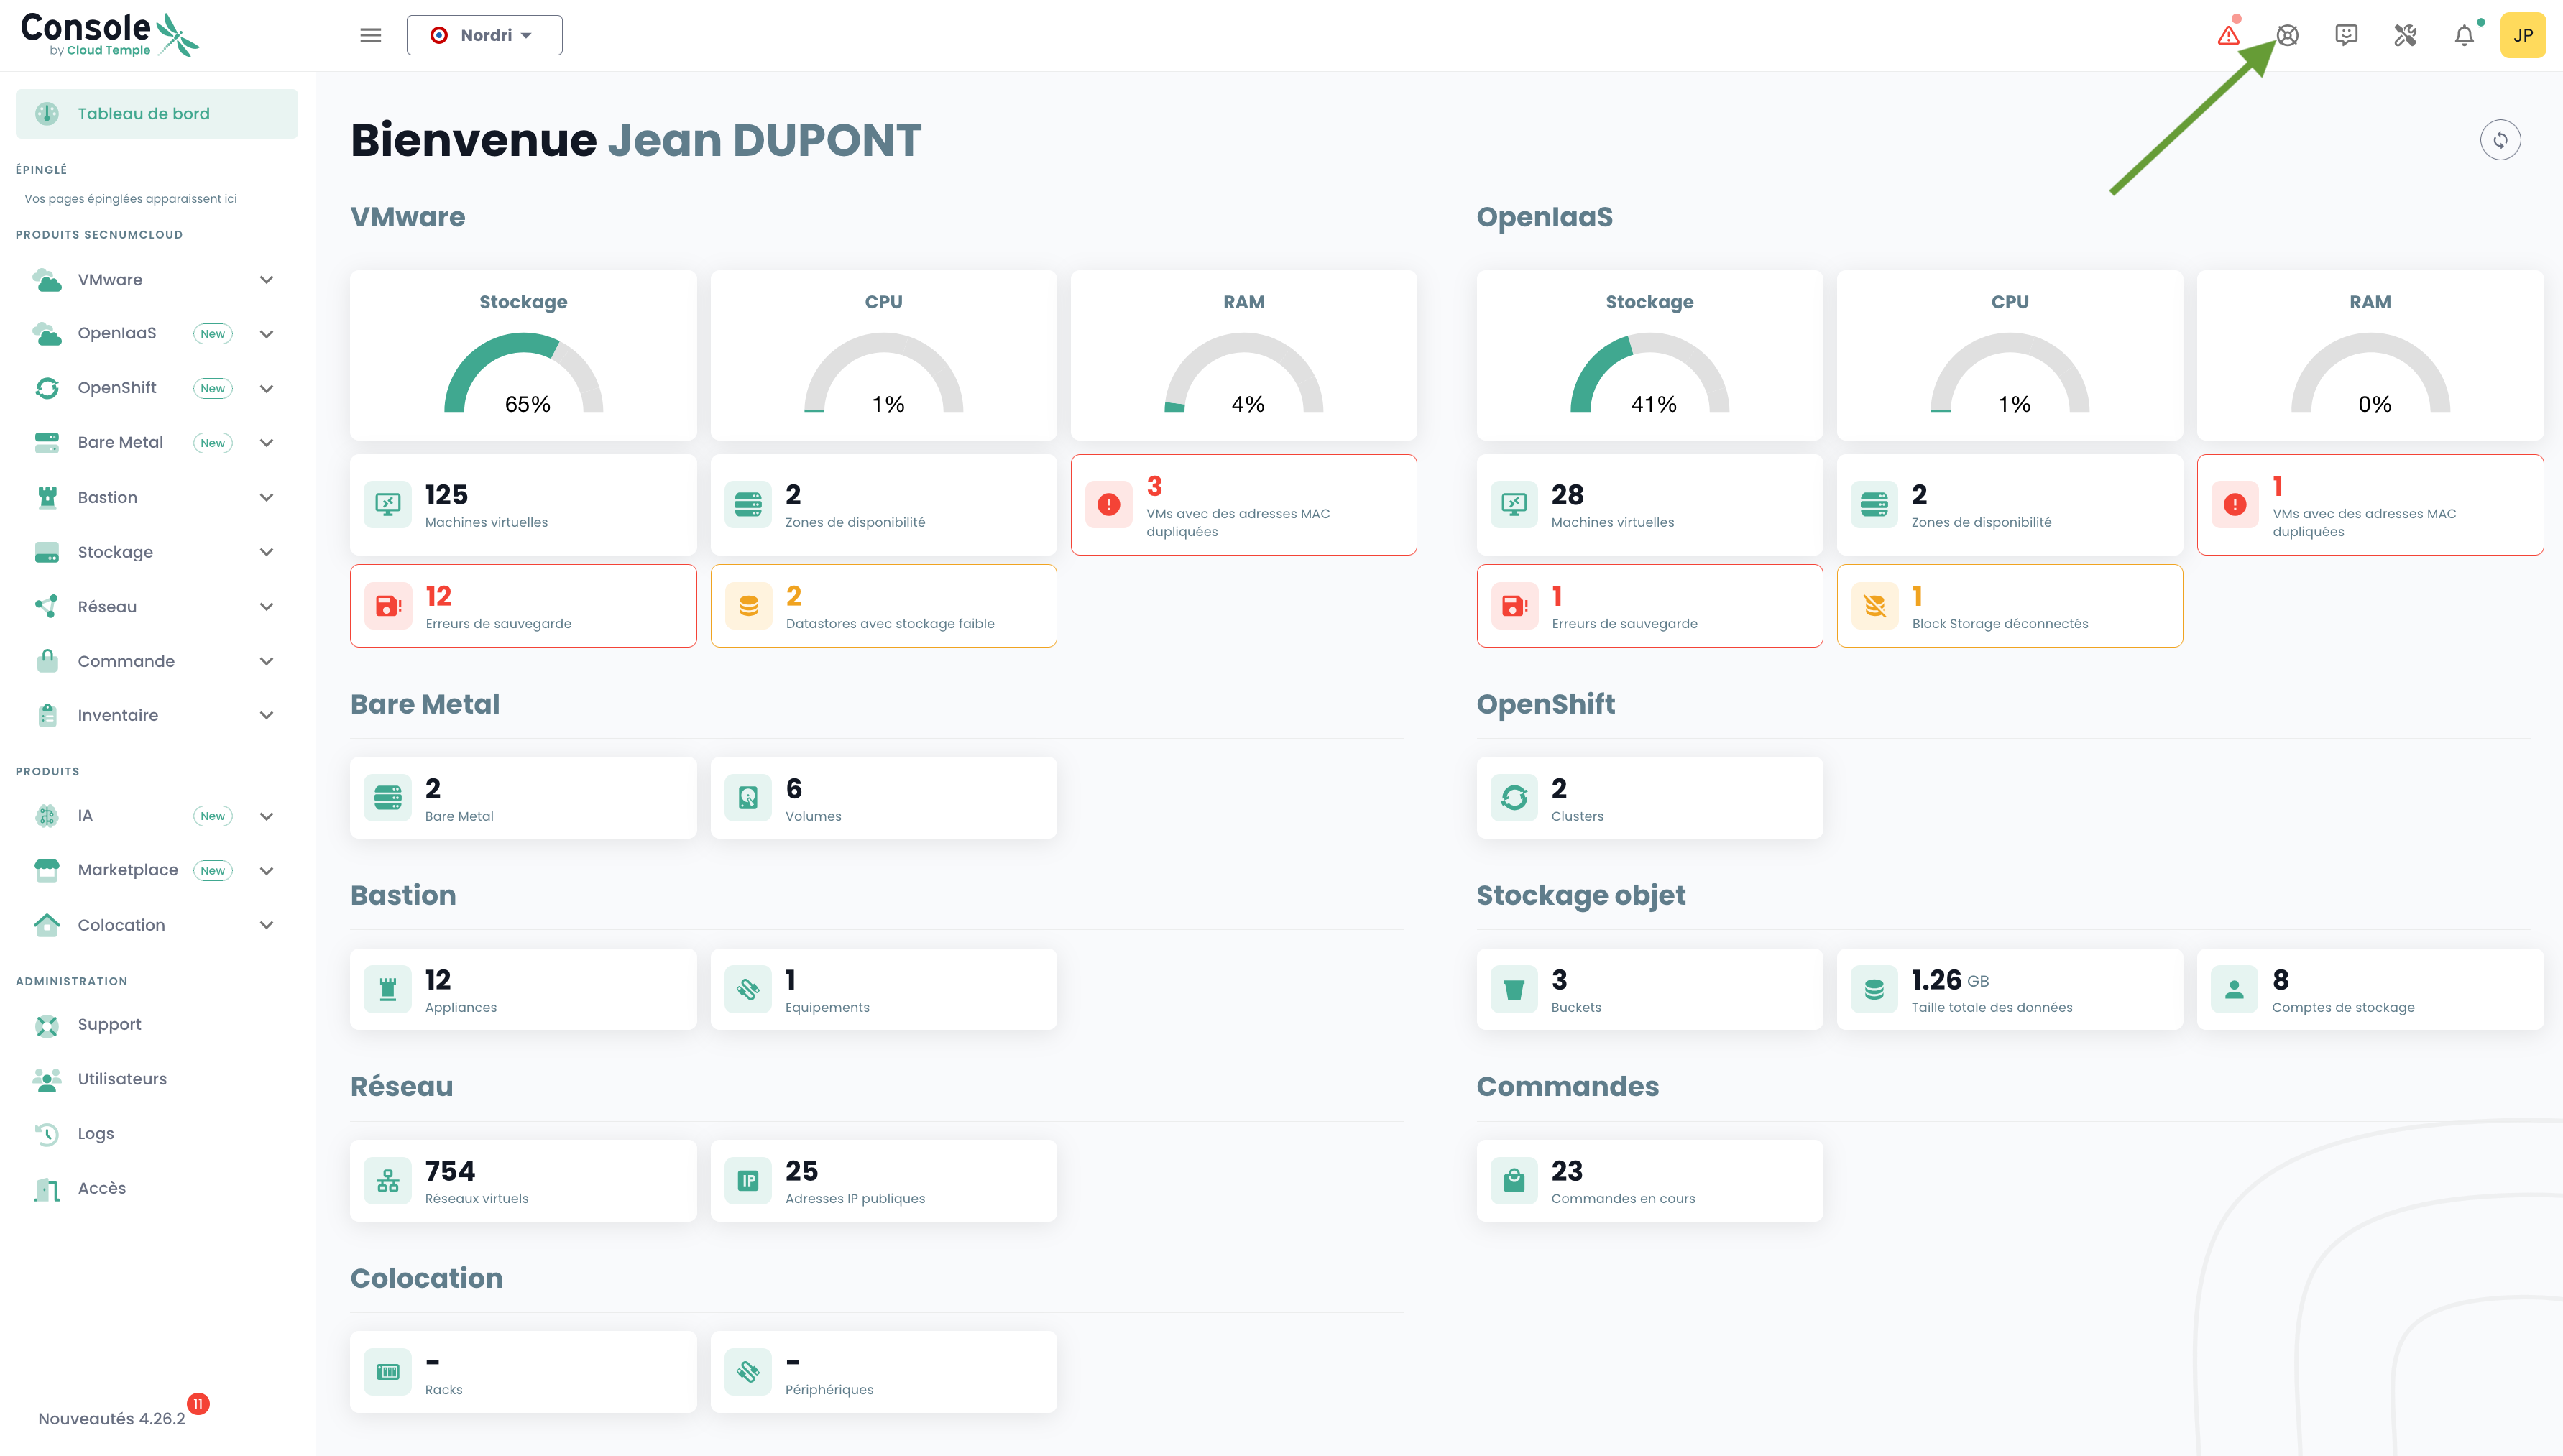 Console
by Cloud Temple
Nordri
JP
Tableau de bord
ÉPINGLÉ
Vos pages épinglées apparaissent ici
PRODUITS SECNUMCLOUD
VMware
OpenIaaS New
OpenShift New
Bare Metal New
Bastion
Stockage
Réseau
Commande
Inventaire
PRODUITS
IA New
Marketplace New
Colocation
ADMINISTRATION
Support
Utilisateurs
Logs
Accès
Nouveautés 4.26.2 11
Bienvenue Jean DUPONT
VMware
Stockage
65%
CPU
1%
RAM
4%
125
Machines virtuelles
2
Zones de disponibilité
3
VMs avec des adresses MAC
dupliquées
12
Erreurs de sauvegarde
2
Datastores avec stockage faible
OpenIaaS
Stockage
41%
CPU
1%
RAM
0%
28
Machines virtuelles
2
Zones de disponibilité
1
VMs avec des adresses MAC
dupliquées
1
Erreurs de sauvegarde
1
Block Storage déconnectés
Bare Metal
2
Bare Metal
6
Volumes
OpenShift
2
Clusters
Bastion
12
Appliances
1
Equipements
Stockage objet
3
Buckets
1.26 GB
Taille totale des données
8
Comptes de stockage
Réseau
754
Réseaux virtuels
IP
25
Adresses IP publiques
Commandes
23
Commandes en cours
Colocation
-
Racks
-
Périphériques